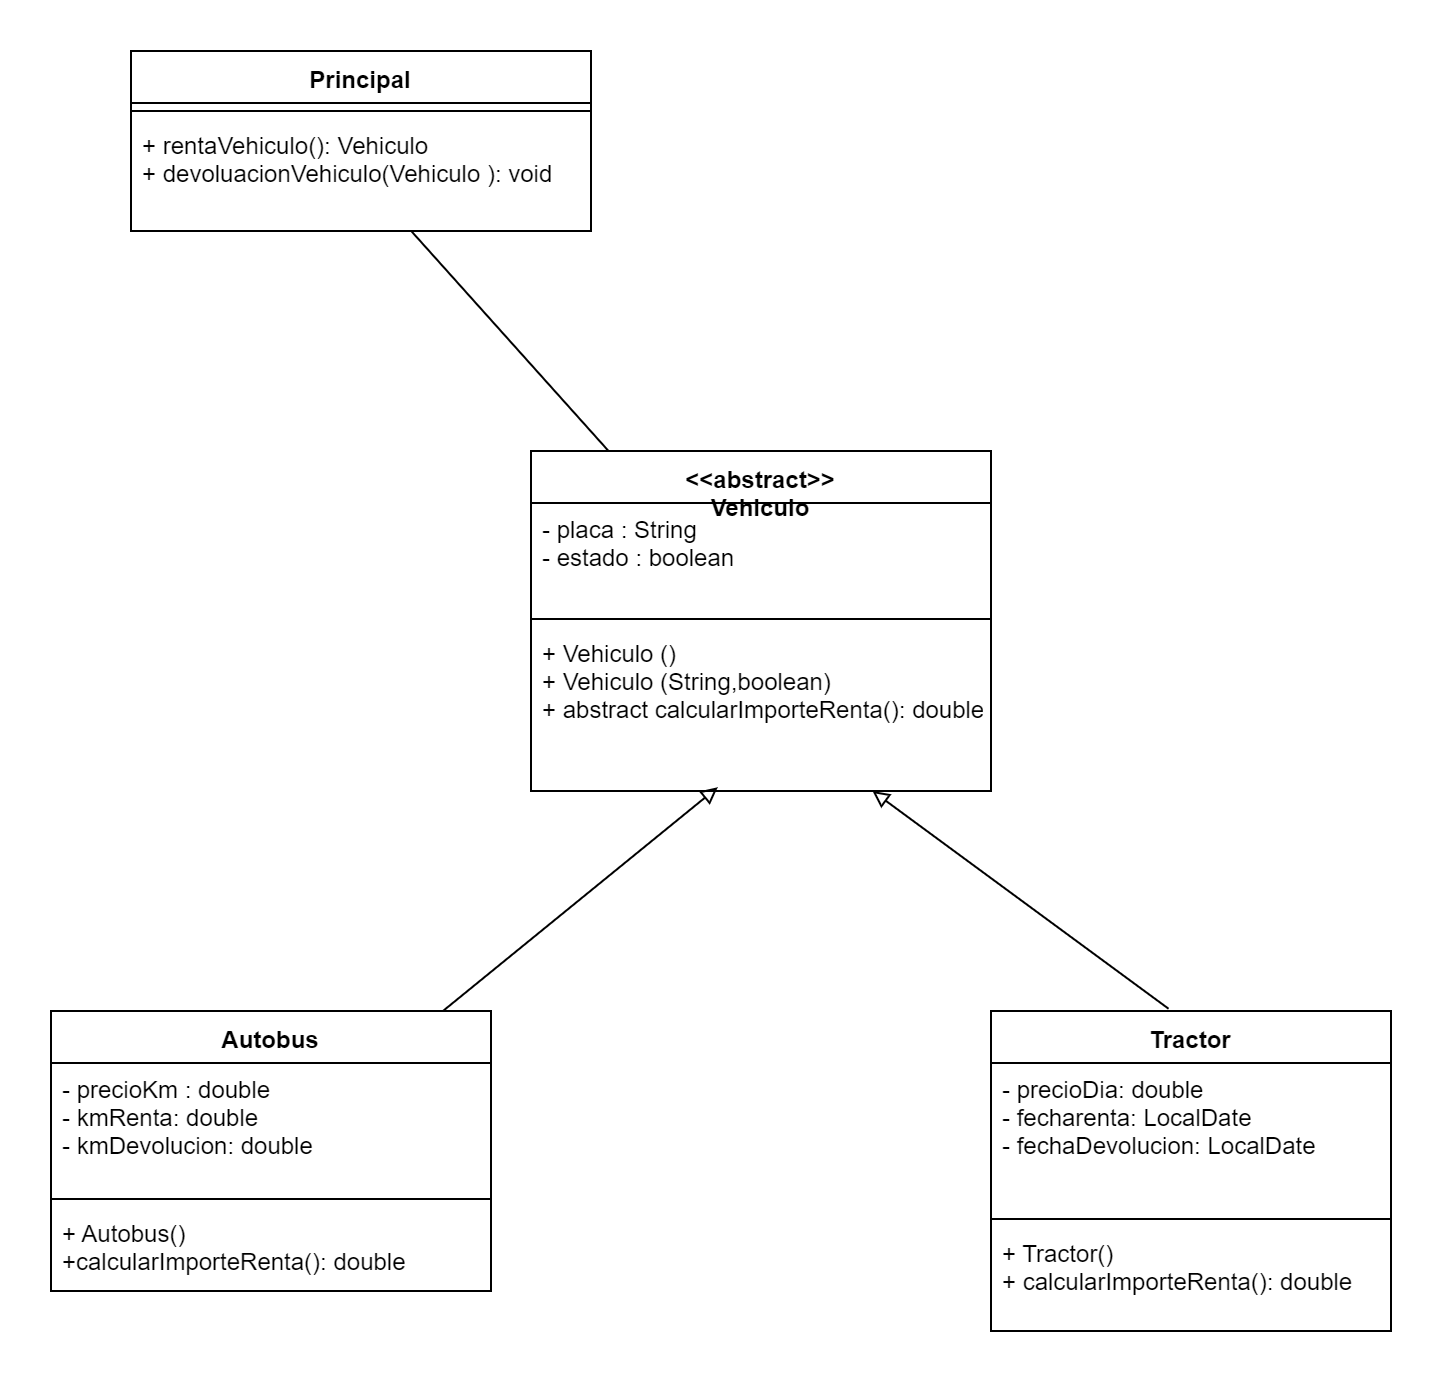 Principal
+ rentaVehiculo(): Vehiculo
+ devoluacionVehiculo(Vehiculo ): void
<<abstract>>
Vehiculo
- placa : String
- estado : boolean
+ Vehiculo ()
+ Vehiculo (String,boolean)
+ abstract calcularImporteRenta(): double
Autobus
- precioKm : double
- kmRenta: double
- kmDevolucion: double
+ Autobus()
+calcularImporteRenta(): double
Tractor
- precioDia: double
- fecharenta: LocalDate
- fechaDevolucion: LocalDate
+ Tractor()
+ calcularImporteRenta(): double